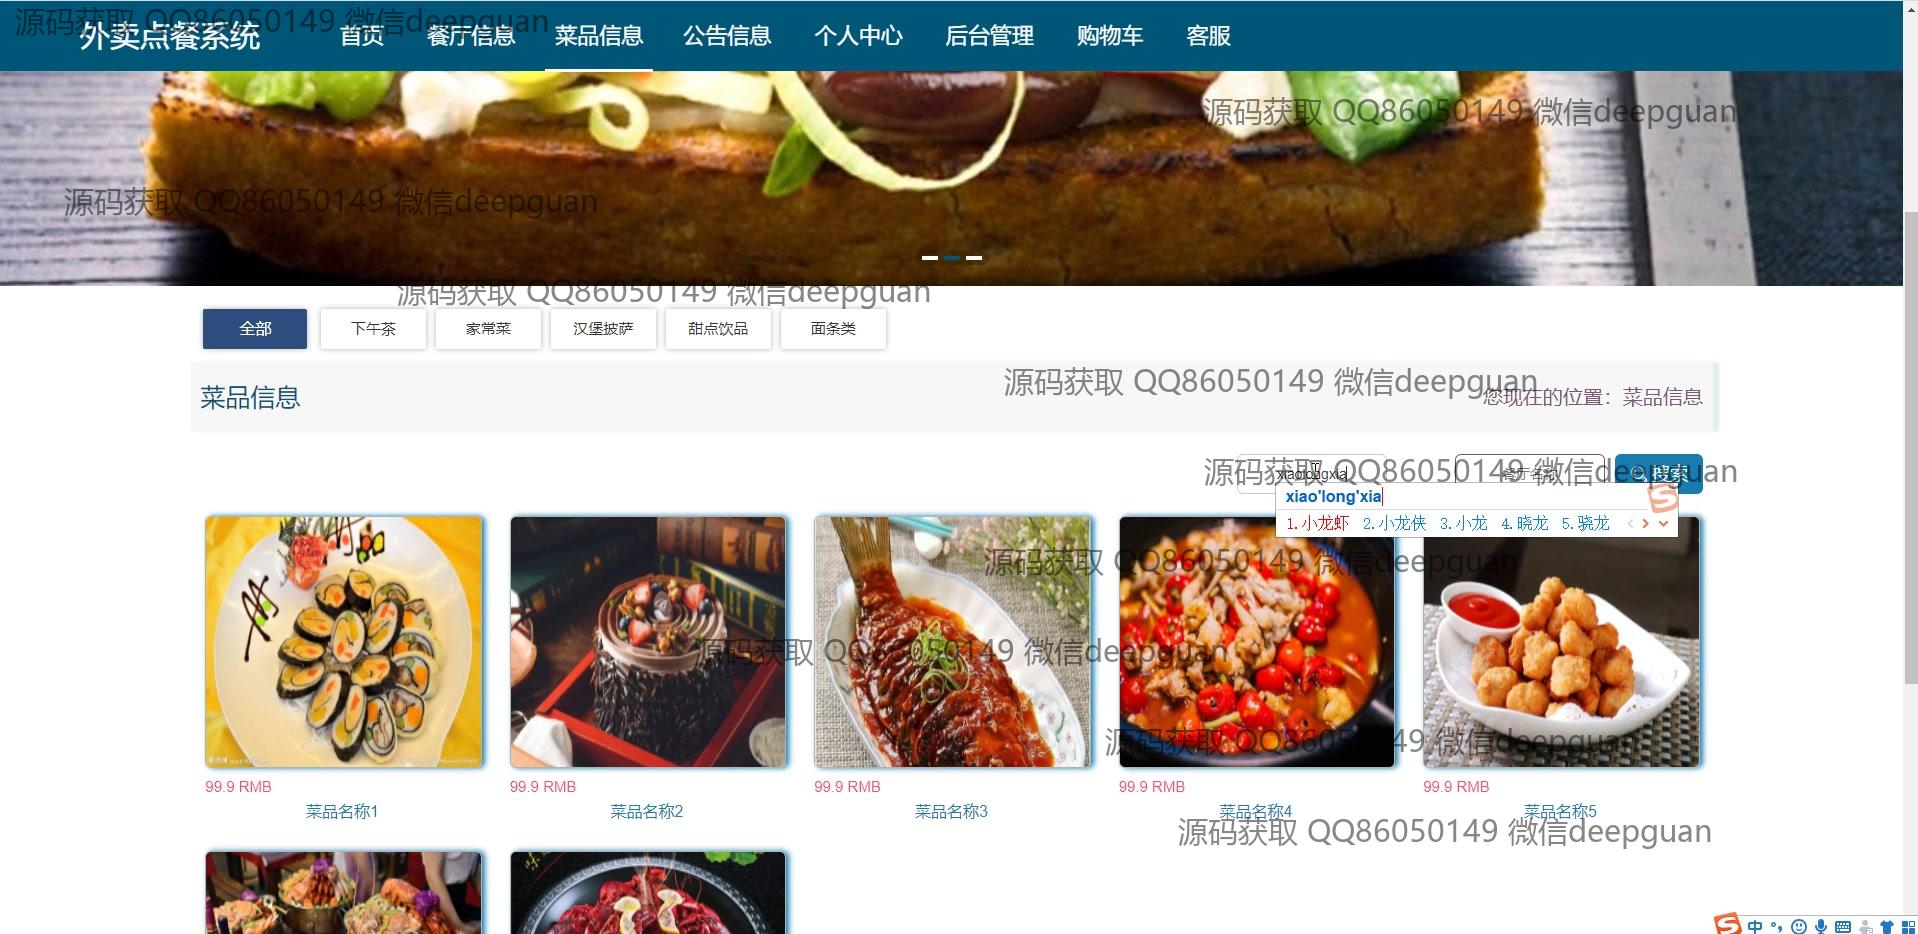 源码获取 QQ86050149 微信deepguan
外卖点餐系统
首页 餐厅信息 菜品信息 公告信息 个人中心 后台管理 购物车 客服
源码获取 QQ86050149 微信deepguan
源码获取 QQ86050149 微信deepguan
源码获取 QQ86050149 微信deepguan
全部 下午茶 家常菜 汉堡披萨 甜点饮品 面条类
源码获取 QQ86050149 微信deepguan
菜品信息
您现在的位置：菜品信息
源码获取 QQ86050149 微信deepguan
xiaolongxia
餐厅名称
搜索
xiao'long'xia
1.小龙虾 2.小龙侠 3.小龙 4.晓龙 5.骁龙
源码获取 QQ86050149 微信deepguan
源码获取 QQ86050149 微信deepguan
源码获取 QQ86050149 微信deepguan
99.9 RMB 99.9 RMB 99.9 RMB 99.9 RMB 99.9 RMB
菜品名称1 菜品名称2 菜品名称3 菜品名称4 菜品名称5
源码获取 QQ86050149 微信deepguan
中